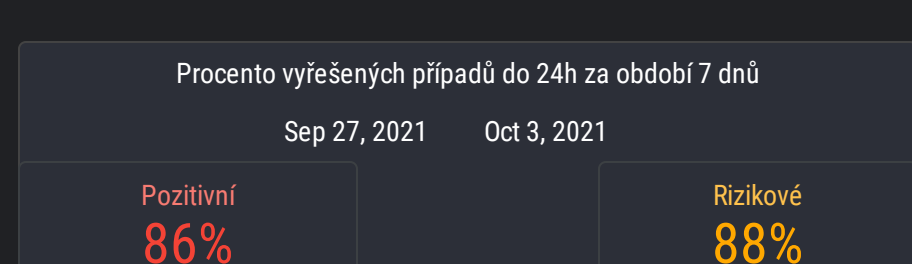 Procento vyřešených případů do 24h za období 7 dnů
Sep 27, 2021 Oct 3, 2021
Pozitivní Rizikové
86% 88%